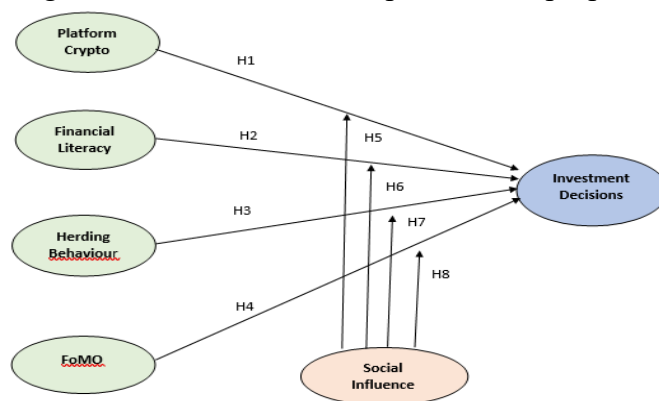 Platform
Crypto
H1
Financial
Literacy
H2
H5
Investment
Decisions
H6
Herding
Behaviour
H3
H7
H8
H4
FoMO
Social
Influence